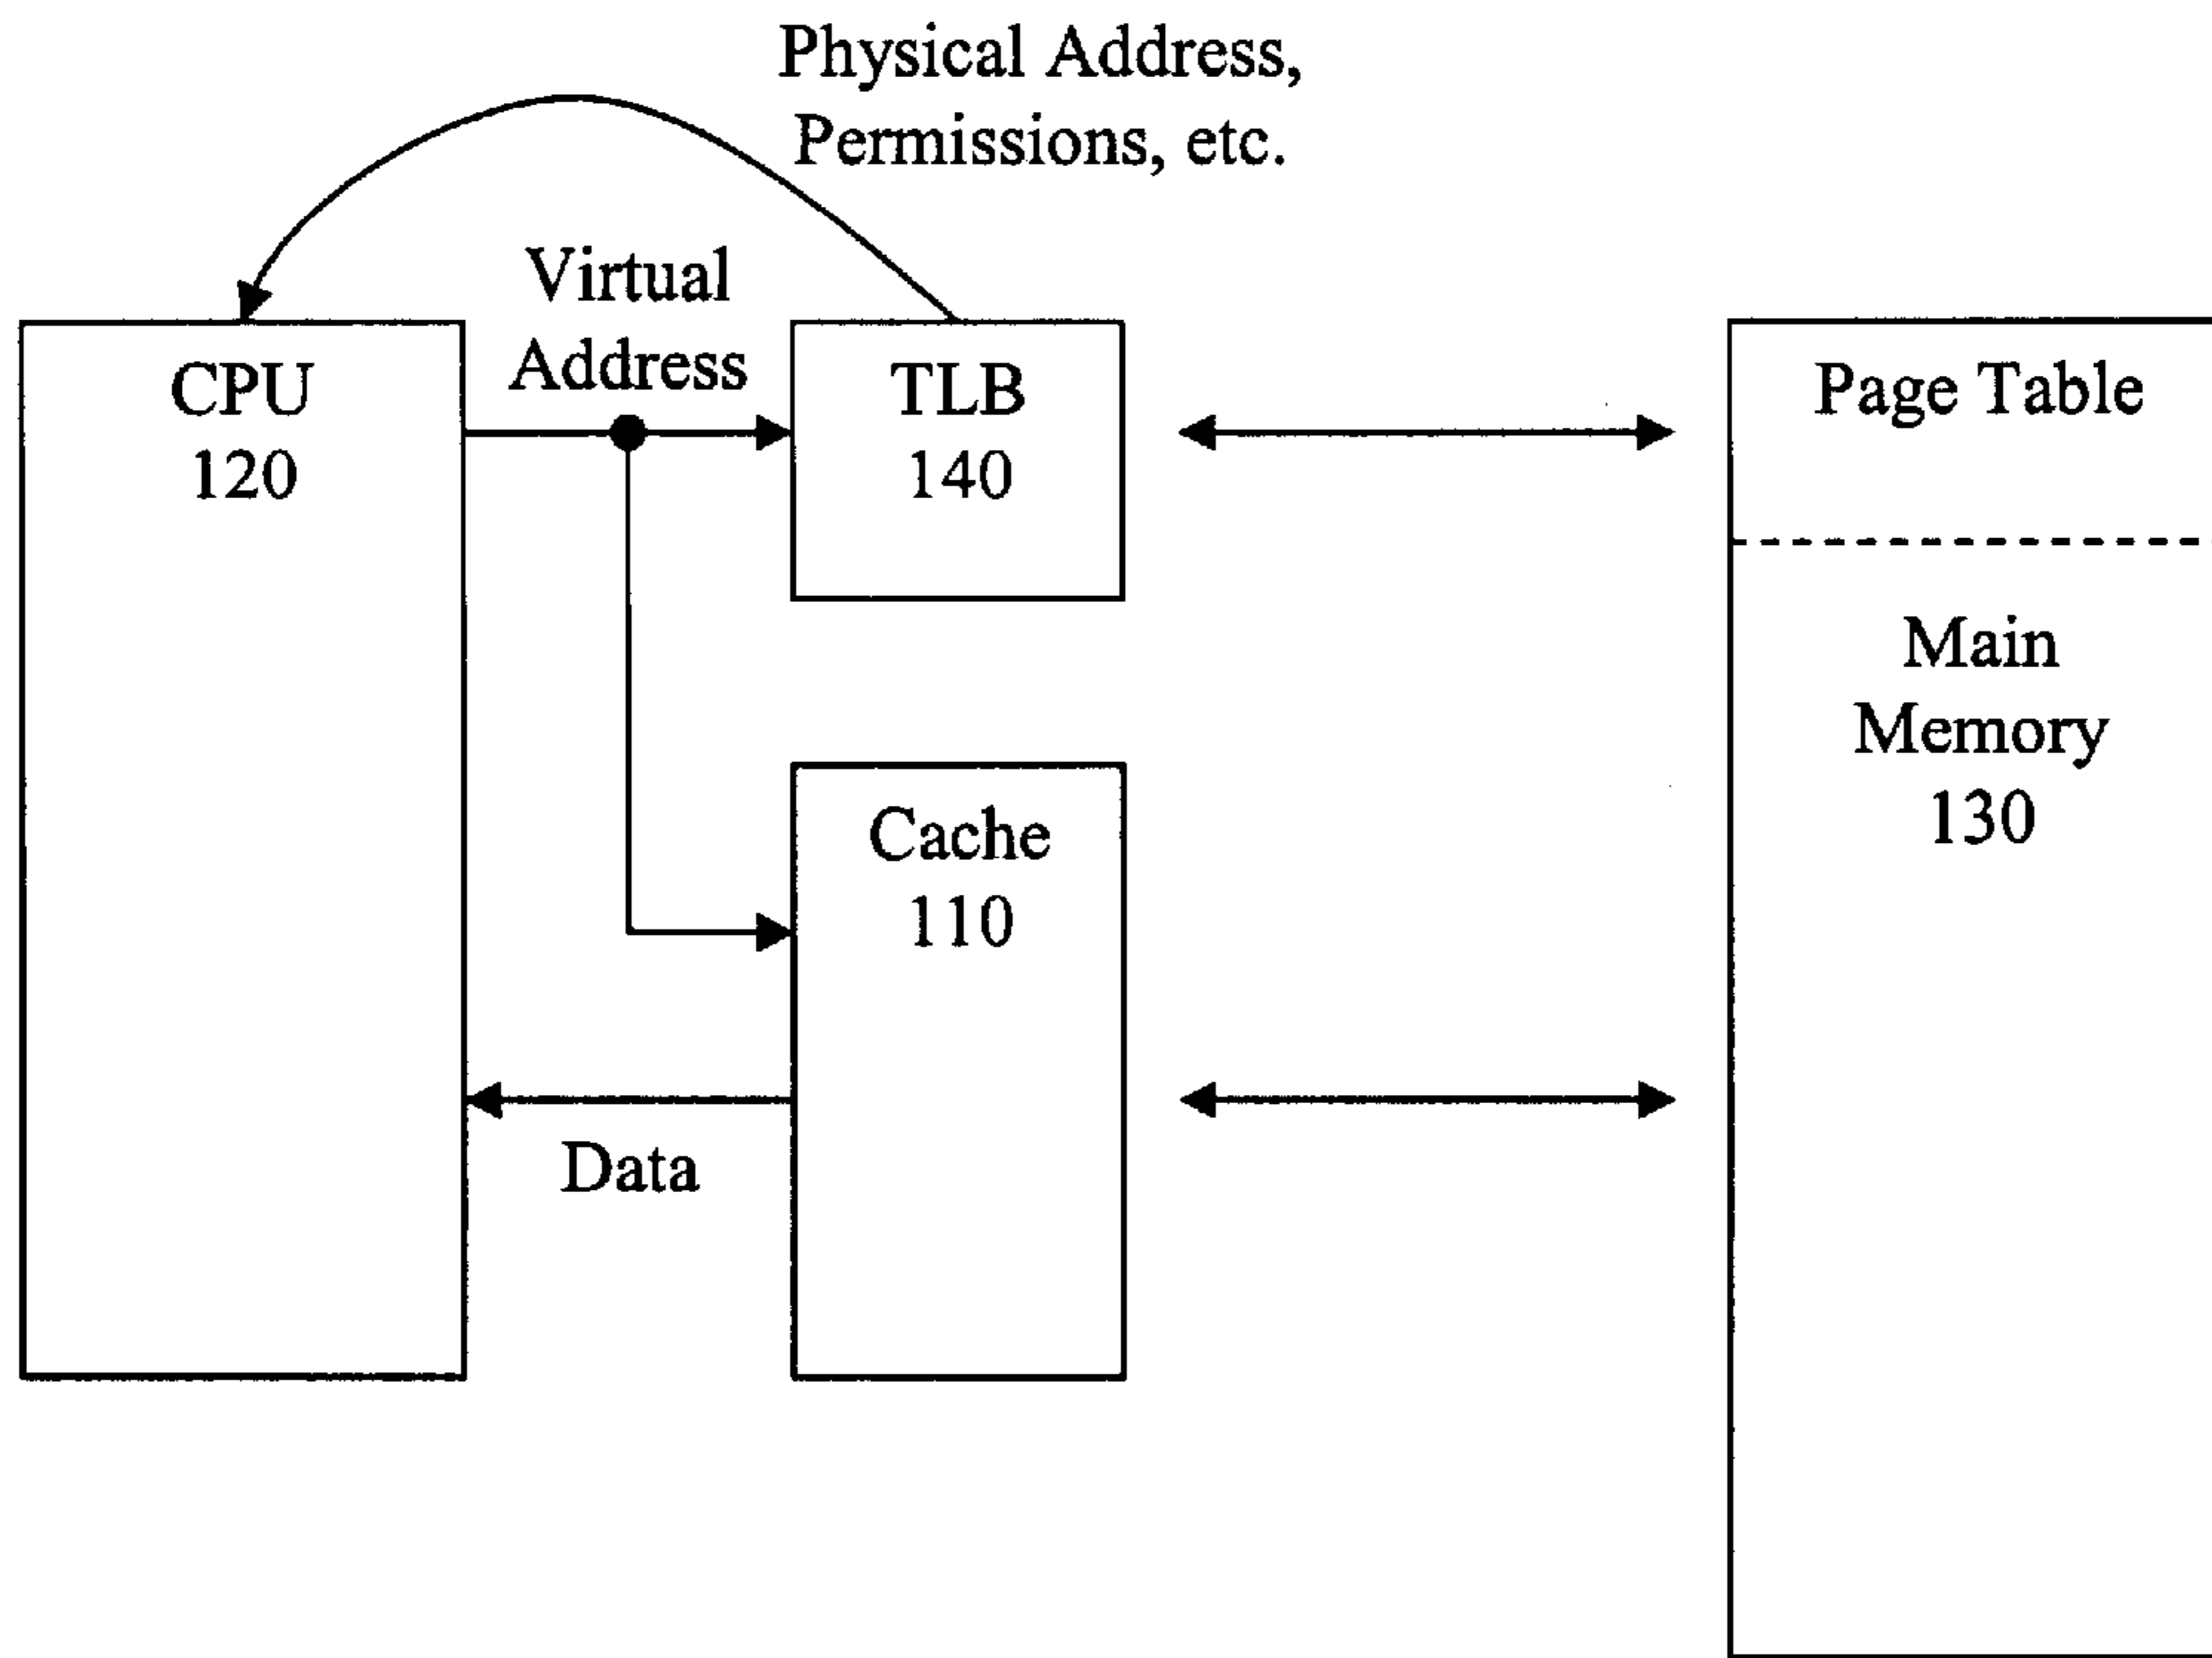 Physical Address,
Permissions, etc.
Virtual
Address
CPU
120
TLB
140
Page Table
Main
Memory
130
Cache
110
Data